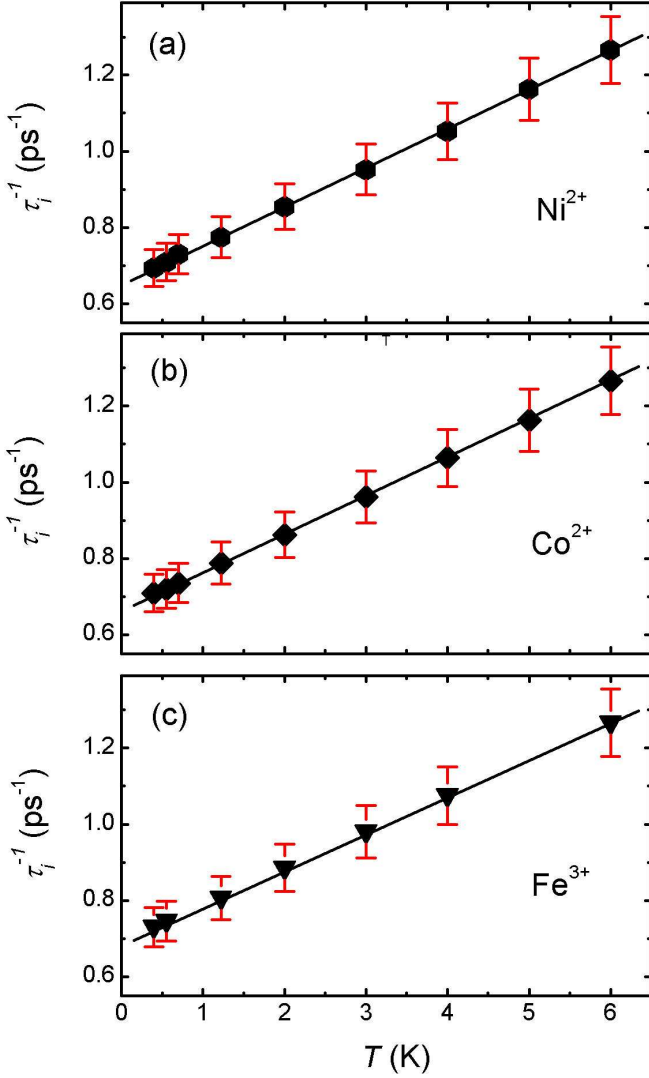 (a)
1.2
1.0
0.8
0.6
τᵢ⁻¹ (ps⁻¹)
Ni²⁺
(b)
1.2
1.0
0.8
0.6
τᵢ⁻¹ (ps⁻¹)
Co²⁺
(c)
1.2
1.0
0.8
0.6
τᵢ⁻¹ (ps⁻¹)
Fe³⁺
0 1 2 3 4 5 6
T (K)